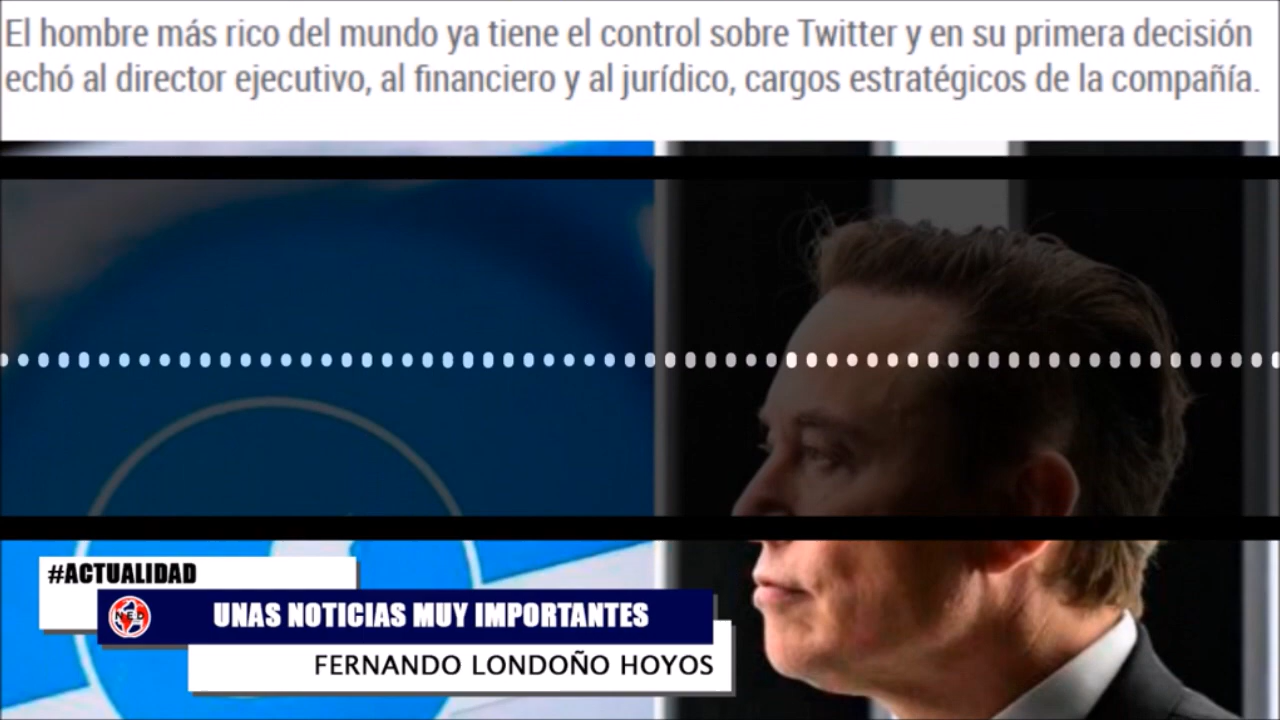 El hombre más rico del mundo ya tiene el control sobre Twitter y en su primera decisión
echó al director ejecutivo, al financiero y al jurídico, cargos estratégicos de la compañía.
#ACTUALIDAD
UNAS NOTICIAS MUY IMPORTANTES
FERNANDO LONDOÑO HOYOS